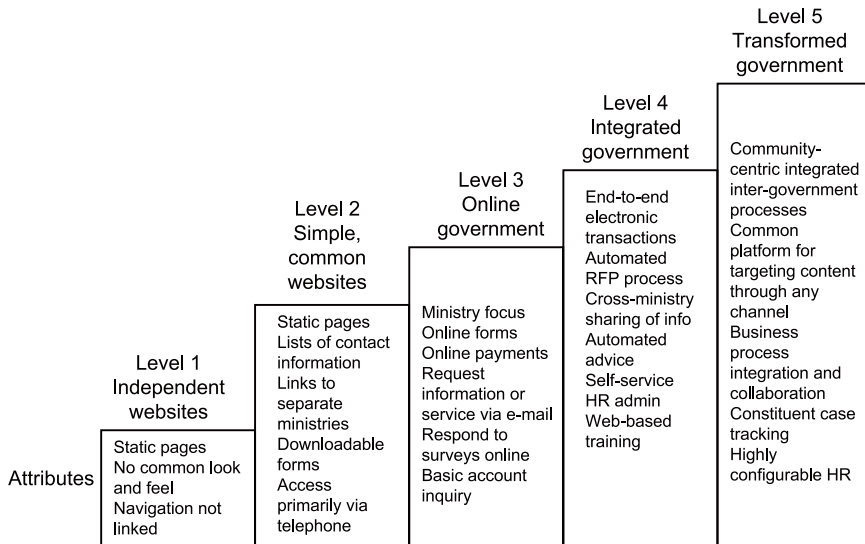 Level 5
Transformed
government
Level 4
Integrated
government
Level 3
Online
government
Level 2
Simple,
common
websites
Level 1
Independent
websites
Attributes
Static pages
No common look
and feel
Navigation not
linked
Static pages
Lists of contact
information
Links to
separate
ministries
Downloadable
forms
Access
primarily via
telephone
Ministry focus
Online forms
Online payments
Request
information or
service via e-mail
Respond to
surveys online
Basic account
inquiry
End-to-end
electronic
transactions
Automated
RFP process
Cross-ministry
sharing of info
Automated
advice
Self-service
HR admin
Web-based
training
Community-
centric integrated
inter-government
processes
Common
platform for
targeting content
through any
channel
Business
process
integration and
collaboration
Constituent case
tracking
Highly
configurable HR